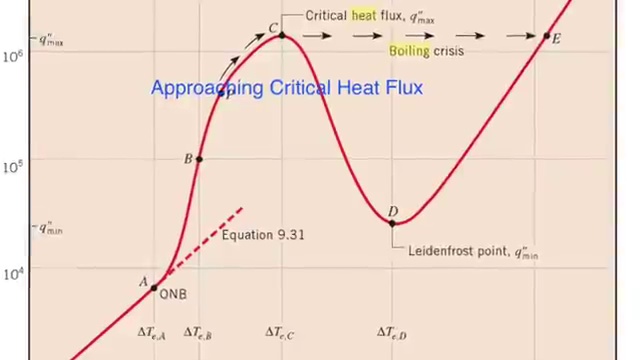 Critical heat flux, q″max
C
q″max
E
10⁶
Boiling crisis
Approaching Critical Heat Flux
P
B
10⁵
D
q″min
Equation 9.31
Leidenfrost point, q″min
10⁴
A
ONB
ΔTe,A ΔTe,B ΔTe,C ΔTe,D